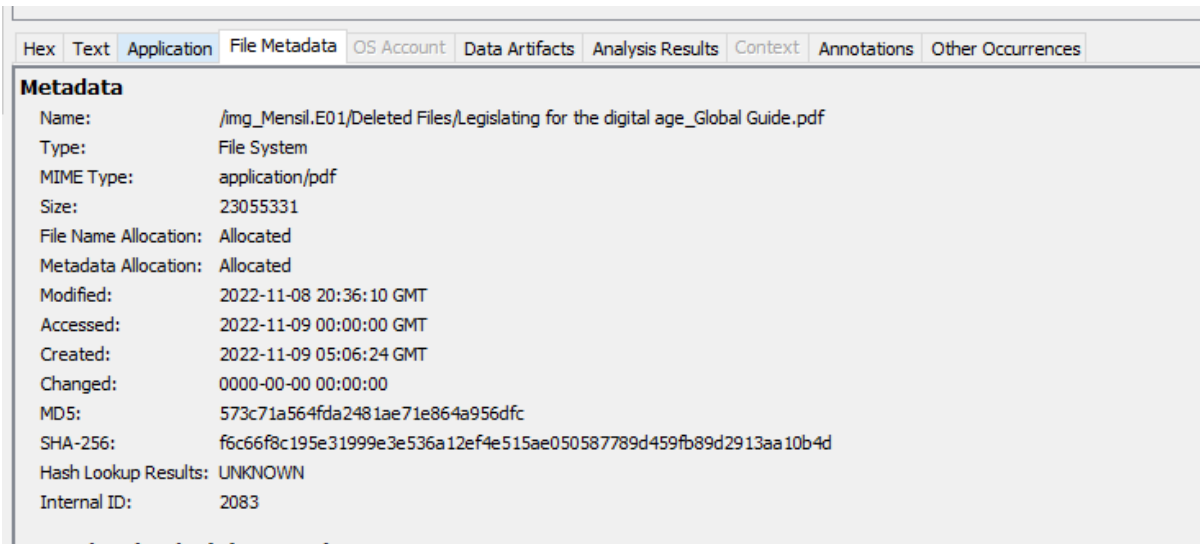 Hex Text Application File Metadata OS Account Data Artifacts Analysis Results Context Annotations Other Occurrences
Metadata
Name: /img_Mensil.E01/Deleted Files/Legislating for the digital age_Global Guide.pdf
Type: File System
MIME Type: application/pdf
Size: 23055331
File Name Allocation: Allocated
Metadata Allocation: Allocated
Modified: 2022-11-08 20:36:10 GMT
Accessed: 2022-11-09 00:00:00 GMT
Created: 2022-11-09 05:06:24 GMT
Changed: 0000-00-00 00:00:00
MD5: 573c71a564fda2481ae71e864a956dfc
SHA-256: f6c66f8c195e31999e3e536a12ef4e515ae050587789d459fb89d2913aa10b4d
Hash Lookup Results: UNKNOWN
Internal ID: 2083